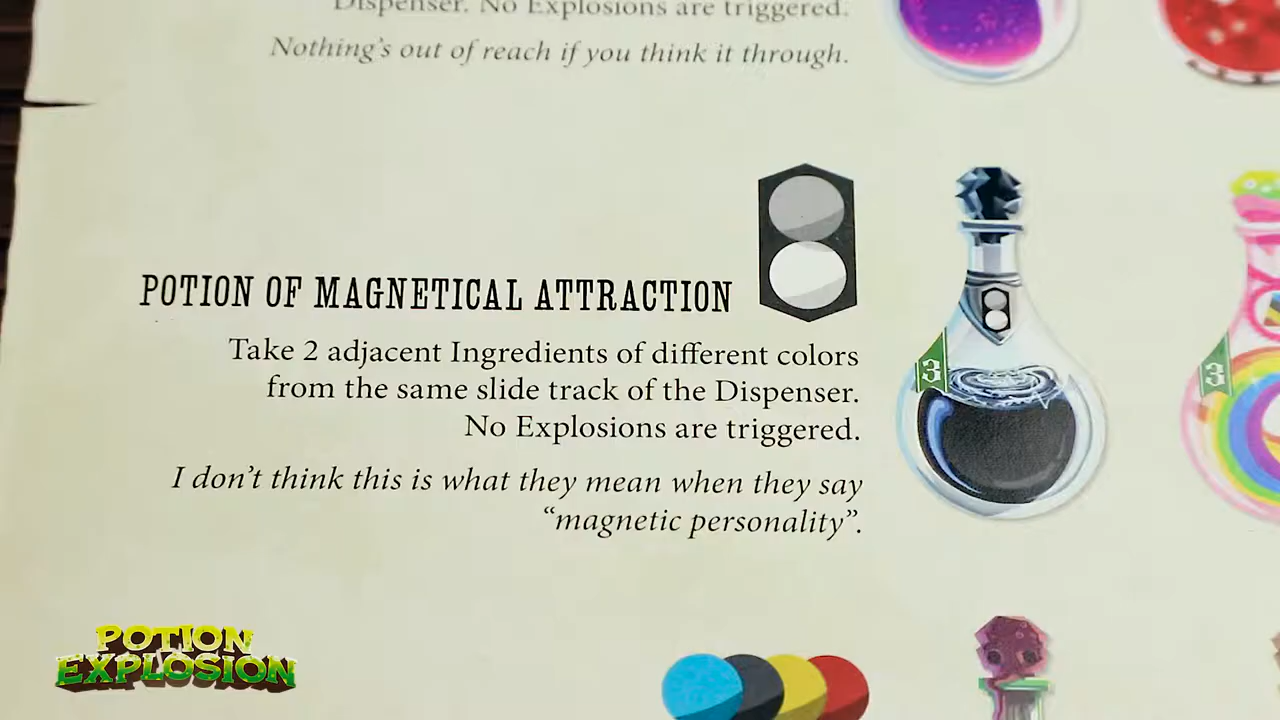 Dispenser. No Explosions are triggered.
Nothing's out of reach if you think it through.
POTION OF MAGNETICAL ATTRACTION
Take 2 adjacent Ingredients of different colors
from the same slide track of the Dispenser.
No Explosions are triggered.
I don't think this is what they mean when they say
“magnetic personality”.
3
3
POTION
EXPLOSION